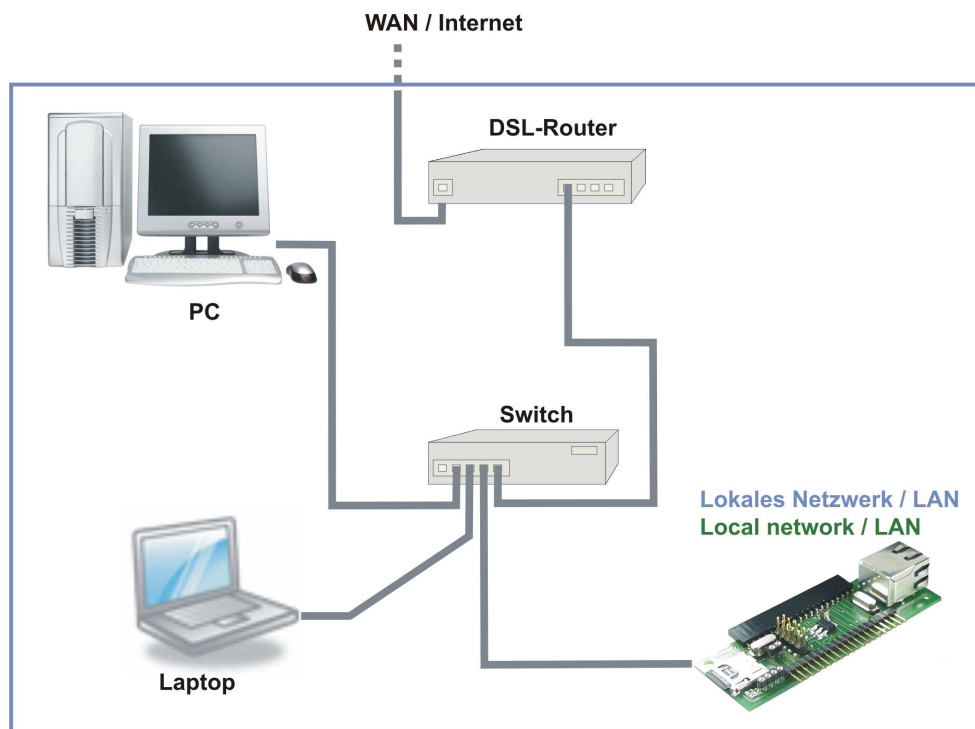 WAN / Internet
DSL-Router
PC
Switch
Lokales Netzwerk / LAN
Local network / LAN
Laptop